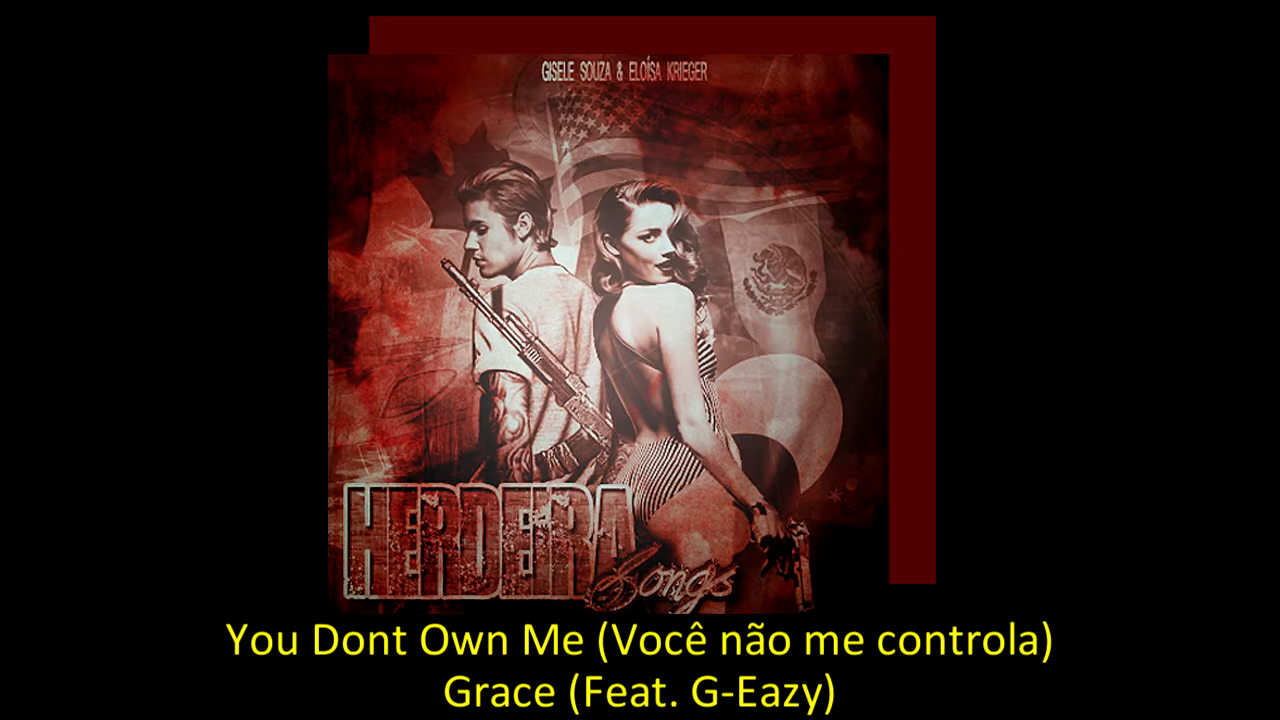 GISELE SOUZA & ELOÍSA KRIEGER
HERDEIRA
Songs
You Dont Own Me (Você não me controla)
Grace (Feat. G-Eazy)